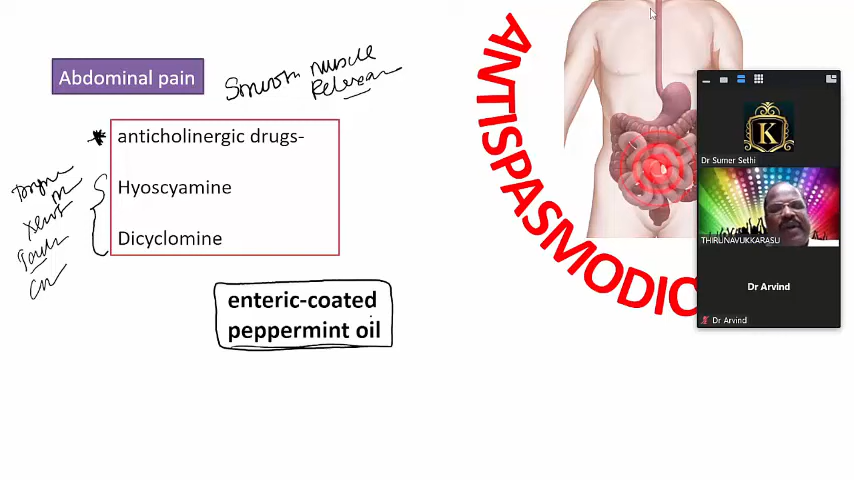 Abdominal pain
Smooth muscle
anticholinergic drugs-
Hyoscyamine
Dicyclomine
enteric-coated
peppermint oil
ANTISPASMODIC
K
Dr Sumer Sethi
THIRUNAVUKKARASU
Dr Arvind
Dr Arvind